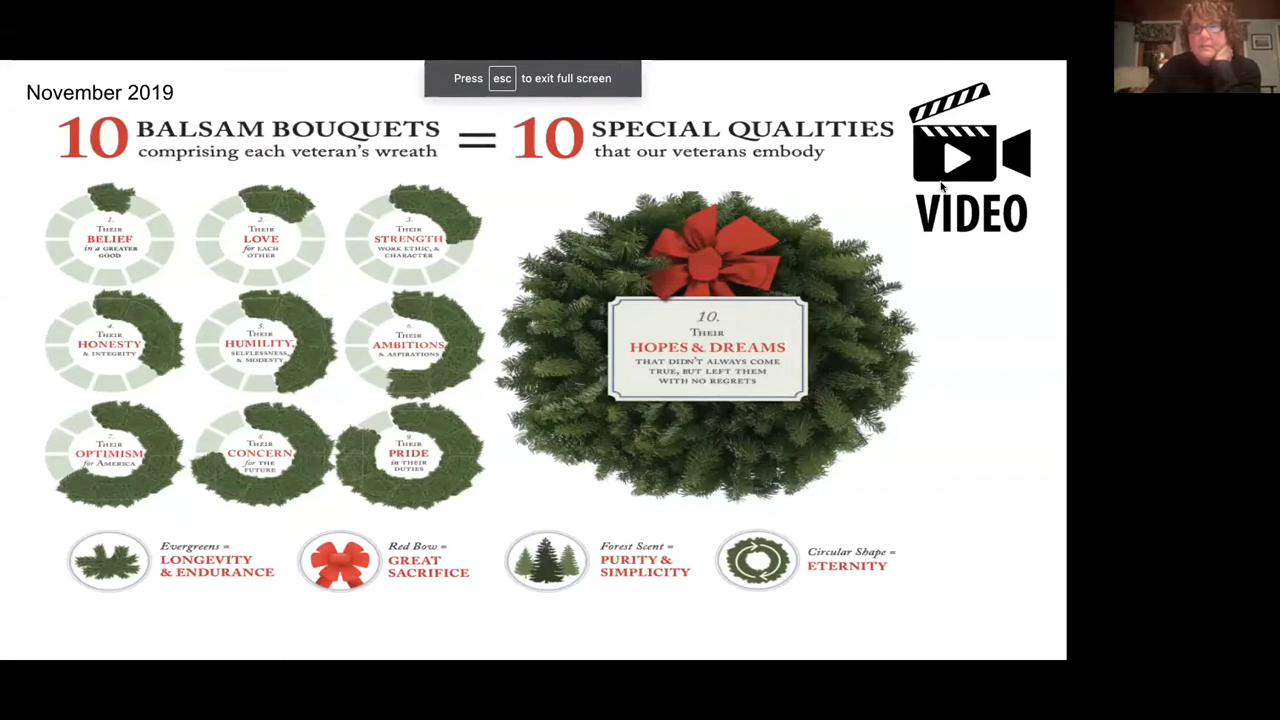 Press esc to exit full screen
November 2019
10 BALSAM BOUQUETS
comprising each veteran's wreath
=
10 SPECIAL QUALITIES
that our veterans embody
VIDEO
1.
THEIR
BELIEF
in a GREATER
GOOD
2.
THEIR
LOVE
for EACH
OTHER
3.
THEIR
STRENGTH,
WORK ETHIC, &
CHARACTER
4.
THEIR
HONESTY
& INTEGRITY
5.
THEIR
HUMILITY,
SELFLESSNESS,
& MODESTY
6.
THEIR
AMBITIONS
& ASPIRATIONS
7.
THEIR
OPTIMISM
for AMERICA
8.
THEIR
CONCERN
for THE
FUTURE
9.
THEIR
PRIDE
in THEIR
DUTIES
10.
THEIR
HOPES & DREAMS
THAT DIDN'T ALWAYS COME
TRUE, BUT LEFT THEM
WITH NO REGRETS
Evergreens =
LONGEVITY
& ENDURANCE
Red Bow =
GREAT
SACRIFICE
Forest Scent =
PURITY &
SIMPLICITY
Circular Shape =
ETERNITY